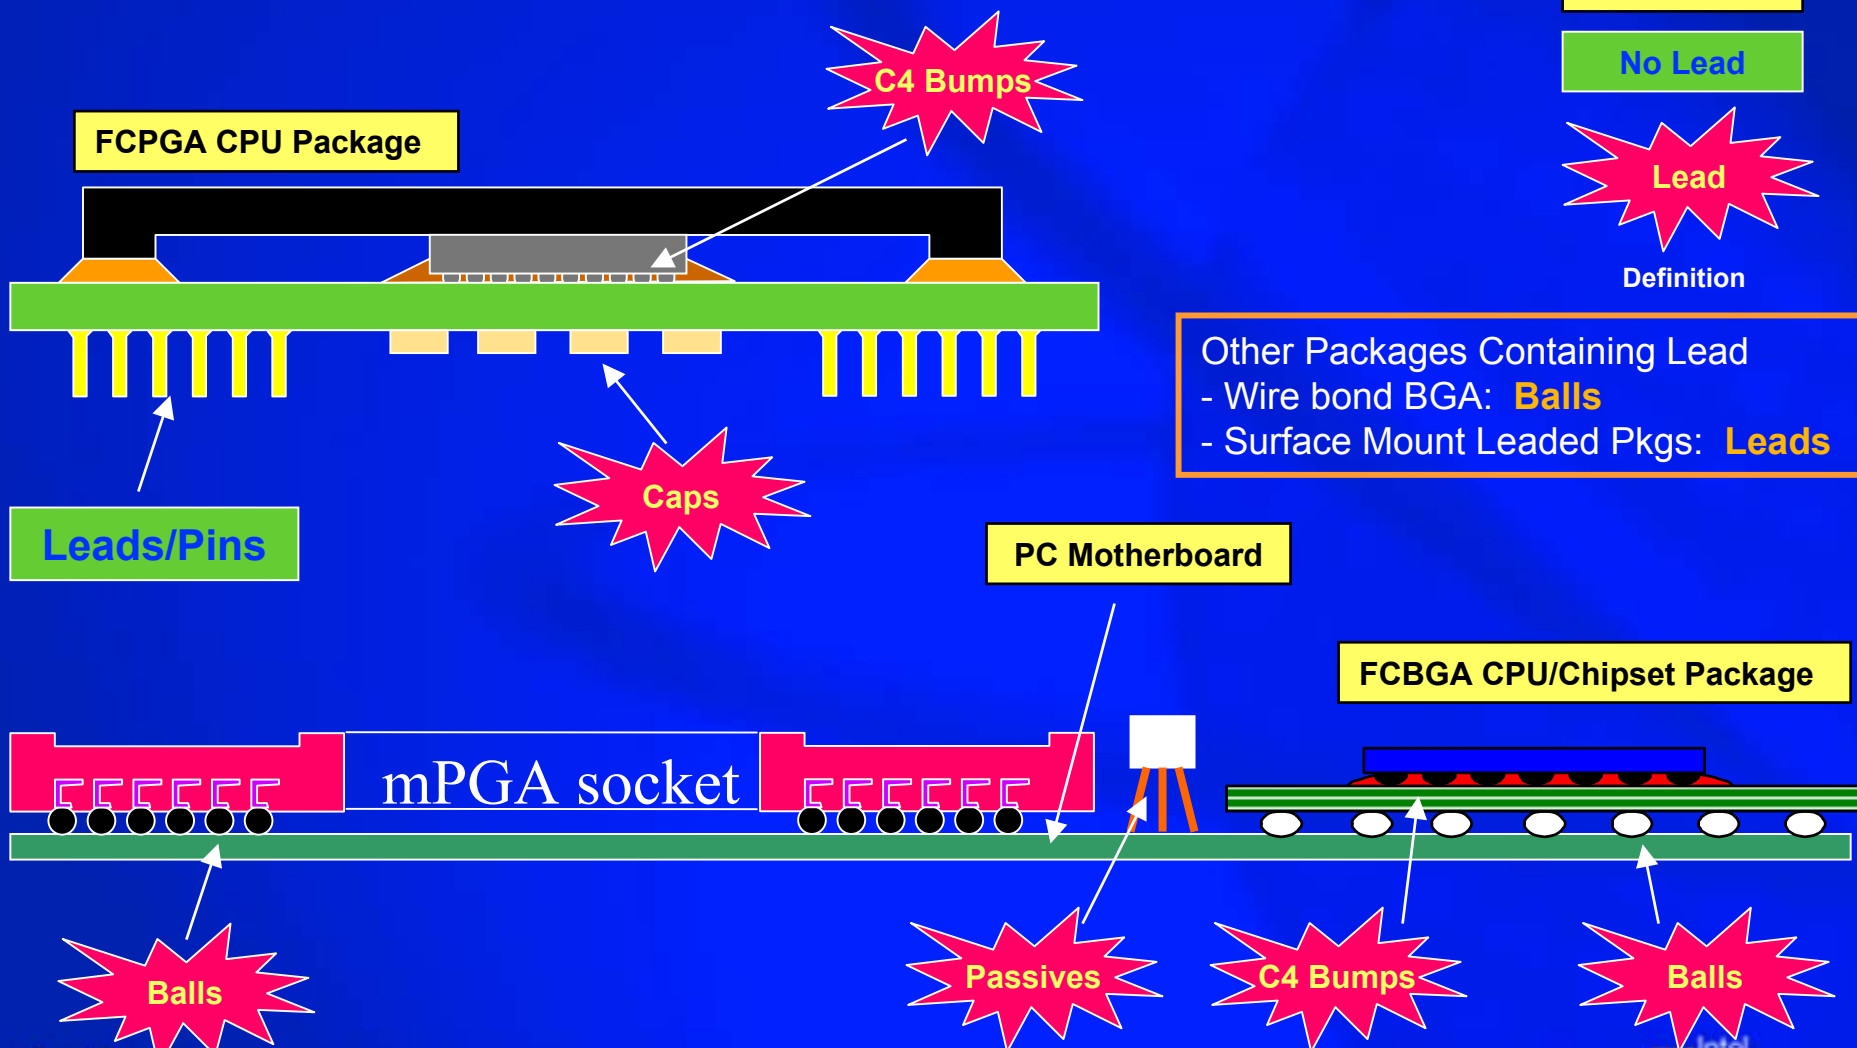 C4 Bumps
No Lead
FCPGA CPU Package
Lead
Definition
Other Packages Containing Lead
- Wire bond BGA: Balls
- Surface Mount Leaded Pkgs: Leads
Caps
Leads/Pins
PC Motherboard
FCBGA CPU/Chipset Package
mPGA socket
Balls
Passives
C4 Bumps
Balls
Intel